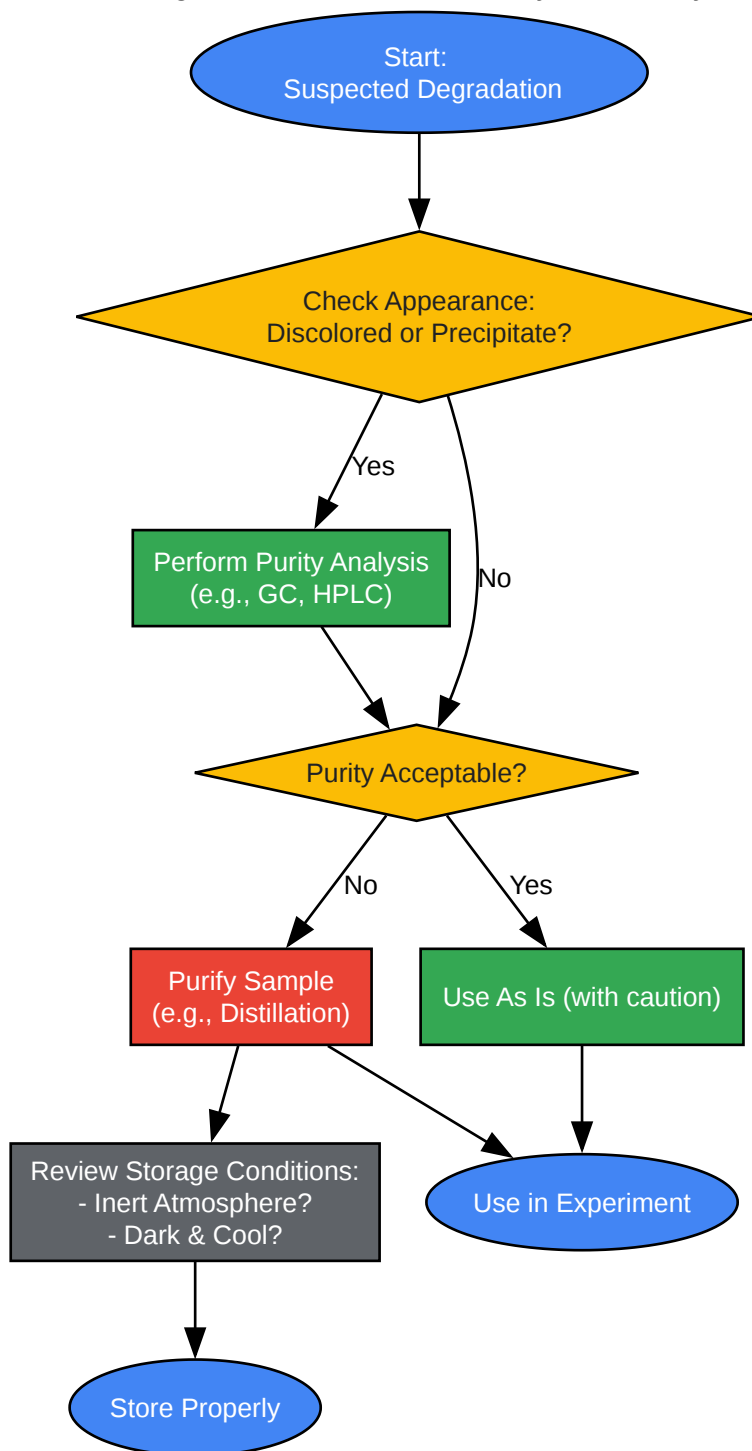 Start:
Suspected Degradation
Check Appearance:
Discolored or Precipitate?
Yes
Perform Purity Analysis
(e.g., GC, HPLC)
No
Purity Acceptable?
No
Yes
Purify Sample
(e.g., Distillation)
Use As Is (with caution)
Review Storage Conditions:
- Inert Atmosphere?
- Dark & Cool?
Use in Experiment
Store Properly